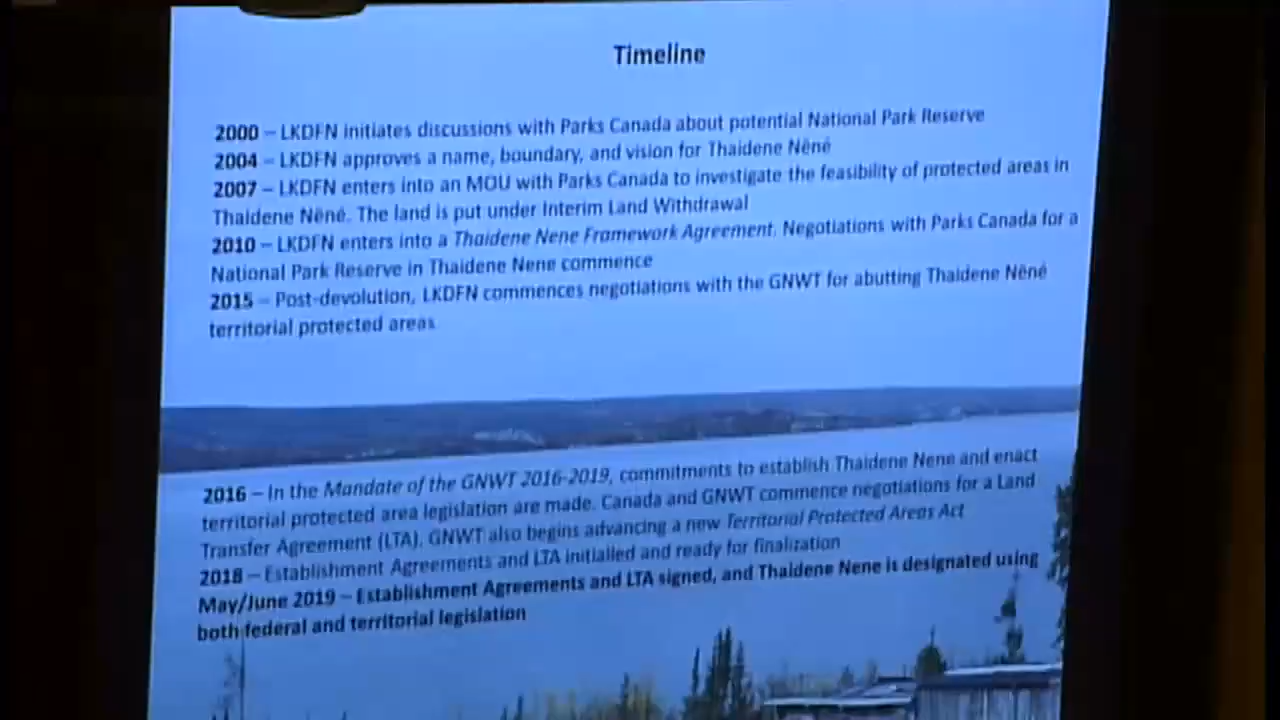 Timeline
2000 – LKDFN initiates discussions with Parks Canada about potential National Park Reserve
2004 – LKDFN approves a name, boundary, and vision for Thaidene Nëné
2007 – LKDFN enters into an MOU with Parks Canada to investigate the feasibility of protected areas in
Thaidene Nëné. The land is put under Interim Land Withdrawal
2010 – LKDFN enters into a Thaidene Nene Framework Agreement. Negotiations with Parks Canada for a
National Park Reserve in Thaidene Nene commence
2015 – Post-devolution, LKDFN commences negotiations with the GNWT for abutting Thaidene Nëné
territorial protected areas
2016 – In the Mandate of the GNWT 2016-2019, commitments to establish Thaidene Nene and enact
territorial protected area legislation are made. Canada and GNWT commence negotiations for a Land
Transfer Agreement (LTA). GNWT also begins advancing a new Territorial Protected Areas Act
2018 – Establishment Agreements and LTA initialled and ready for finalization
May/June 2019 – Establishment Agreements and LTA signed, and Thaidene Nene is designated using
both federal and territorial legislation